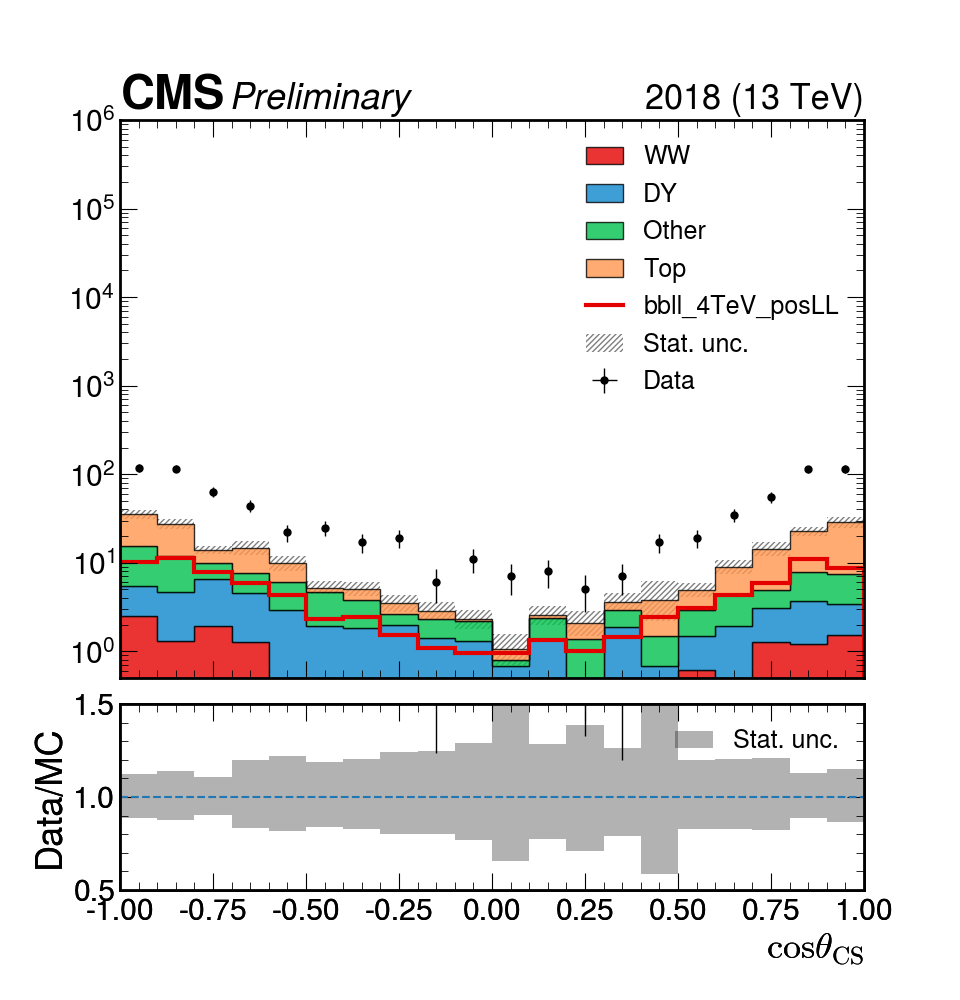 CMS Preliminary 2018 (13 TeV)
10^6
10^5
10^4
10^3
10^2
10^1
10^0
WW
DY
Other
Top
bbll_4TeV_posLL
Stat. unc.
Data
Data/MC
1.5
1.0
0.5
Stat. unc.
-1.00 -0.75 -0.50 -0.25 0.00 0.25 0.50 0.75 1.00
cosθ_CS